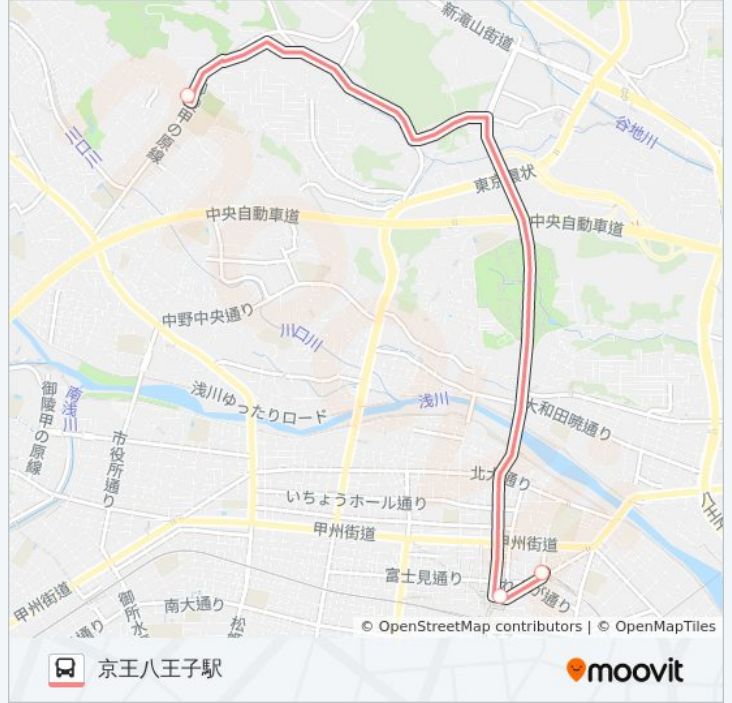 新滝山街道
谷地川
甲の原線
川口川
東京環状
中央自動車道
中央自動車道
中野中央通り
川口川
浅川ゆったりロード
浅川
大和田暁通り
南浅川
御陵甲の原線
市役所通り
北大通り
いちょうホール通り
甲州街道
甲州街道
富士見通り
甲州街道
南大通り
© OpenStreetMap contributors | © OpenMapTiles
京王八王子駅
moovit